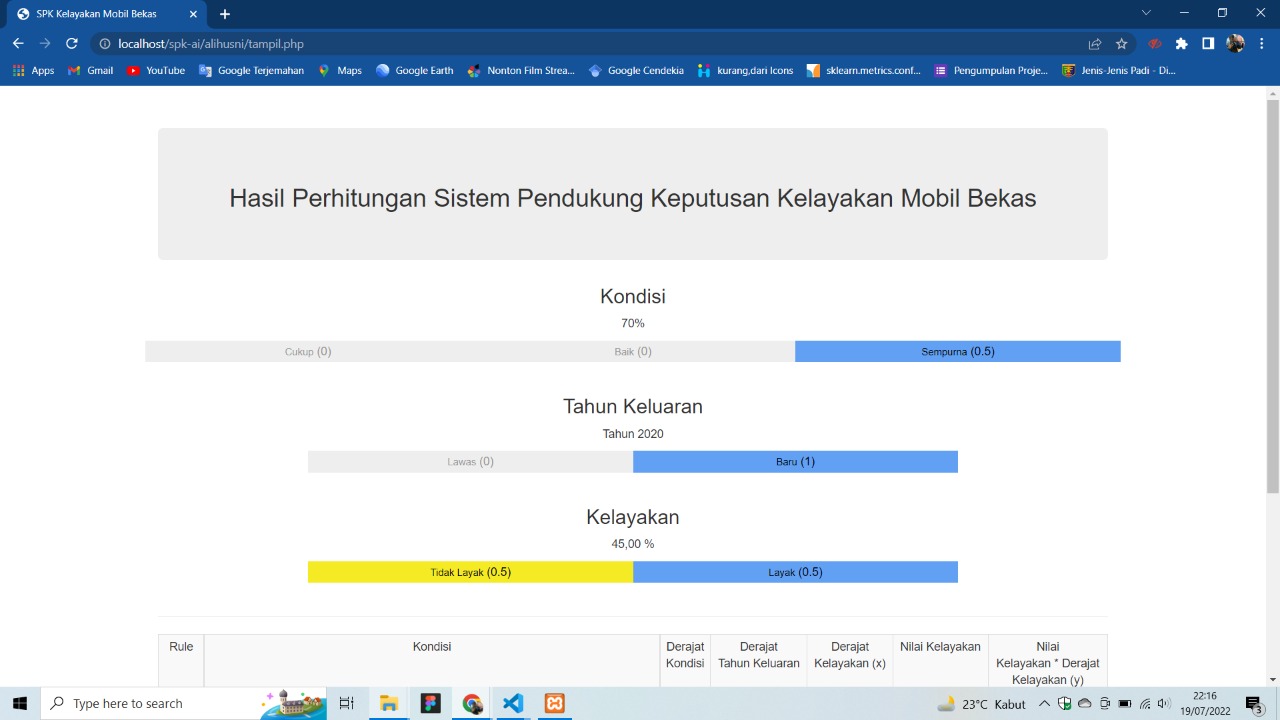 SPK Kelayakan Mobil Bekas
localhost/spk-ai/alihusni/tampil.php
Apps Gmail YouTube Google Terjemahan Maps Google Earth Nonton Film Strea... Google Cendekia kurang,dari Icons sklearn.metrics.conf... Pengumpulan Proje... Jenis-Jenis Padi - Di...
Hasil Perhitungan Sistem Pendukung Keputusan Kelayakan Mobil Bekas
Kondisi
70%
Cukup (0) Baik (0) Sempurna (0.5)
Tahun Keluaran
Tahun 2020
Lawas (0) Baru (1)
Kelayakan
45,00 %
Tidak Layak (0.5) Layak (0.5)
Rule Kondisi Derajat Derajat Derajat Nilai Kelayakan Nilai
Kondisi Tahun Keluaran Kelayakan (x) Kelayakan * Derajat
Kelayakan (y)
Type here to search 23°C Kabut 22:16
19/07/2022 3